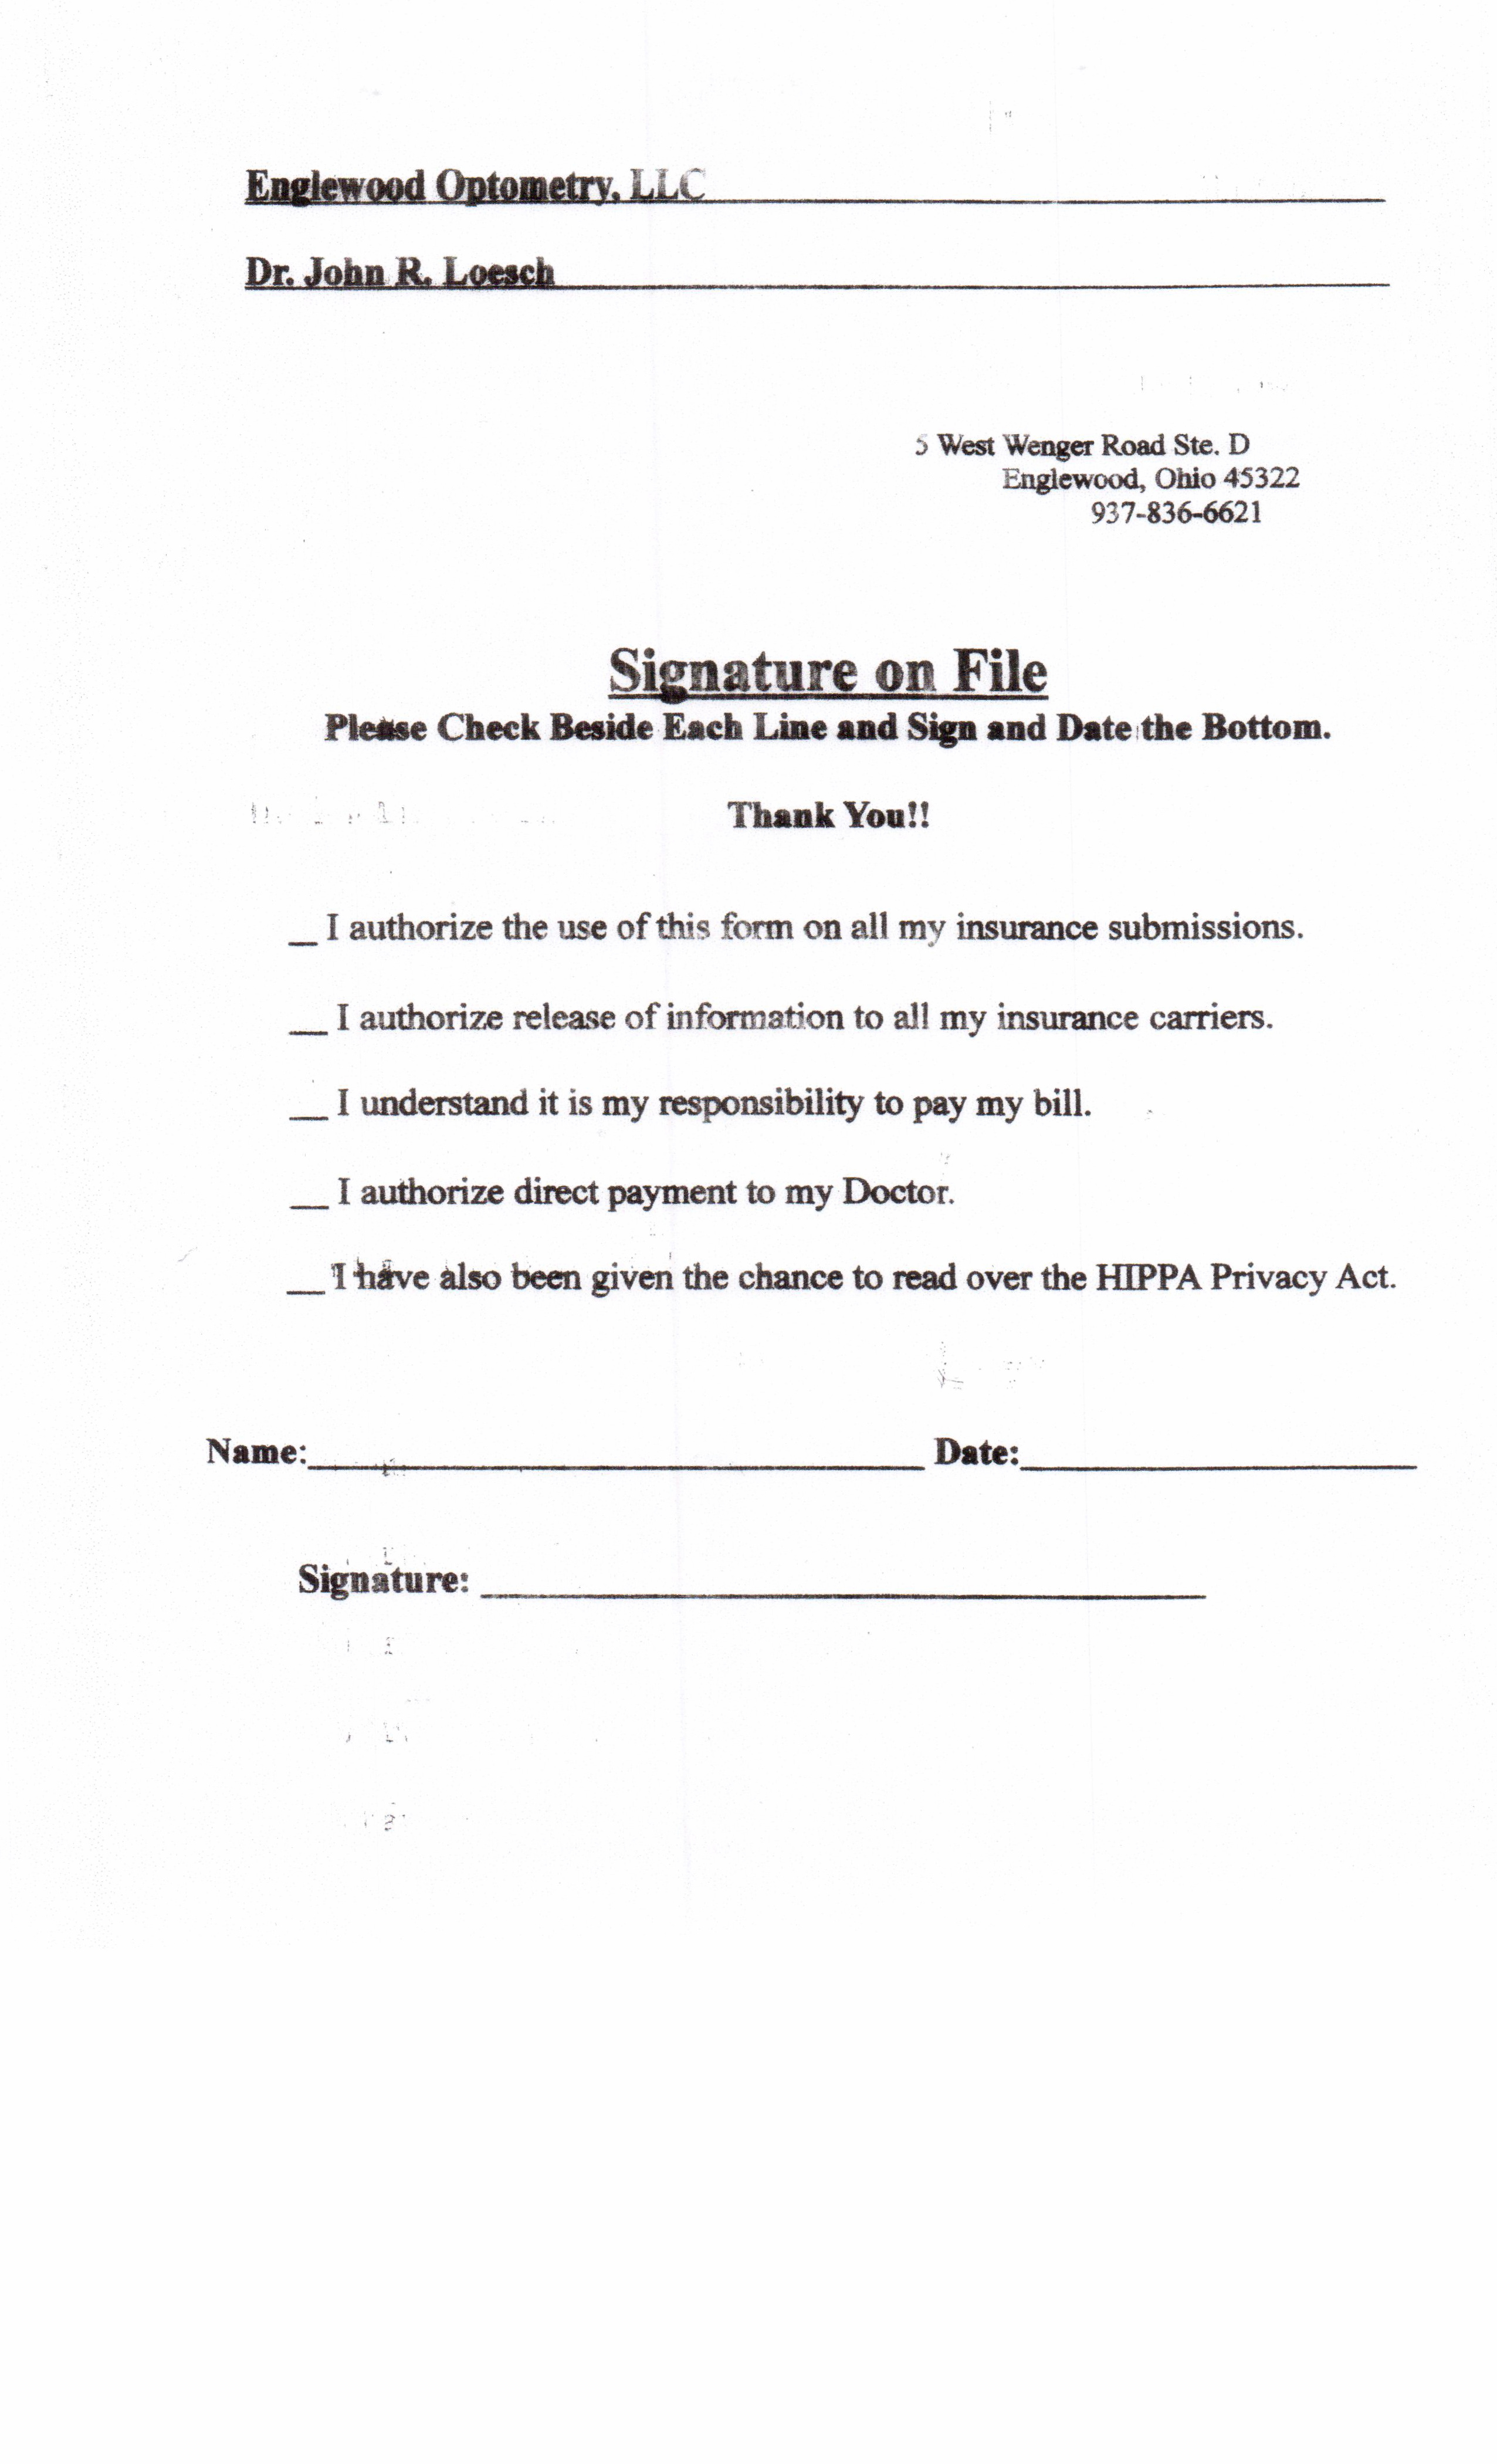 Englewood Optometry, LLC
Dr. John R. Loesch
5 West Wenger Road Ste. D
Englewood, Ohio 45322
937-836-6621
Signature on File
Please Check Beside Each Line and Sign and Date the Bottom.
Thank You!!
__ I authorize the use of this form on all my insurance submissions.
__ I authorize release of information to all my insurance carriers.
__ I understand it is my responsibility to pay my bill.
__ I authorize direct payment to my Doctor.
__ I have also been given the chance to read over the HIPPA Privacy Act.
Name:______________________________ Date:____________________
Signature: ____________________________________